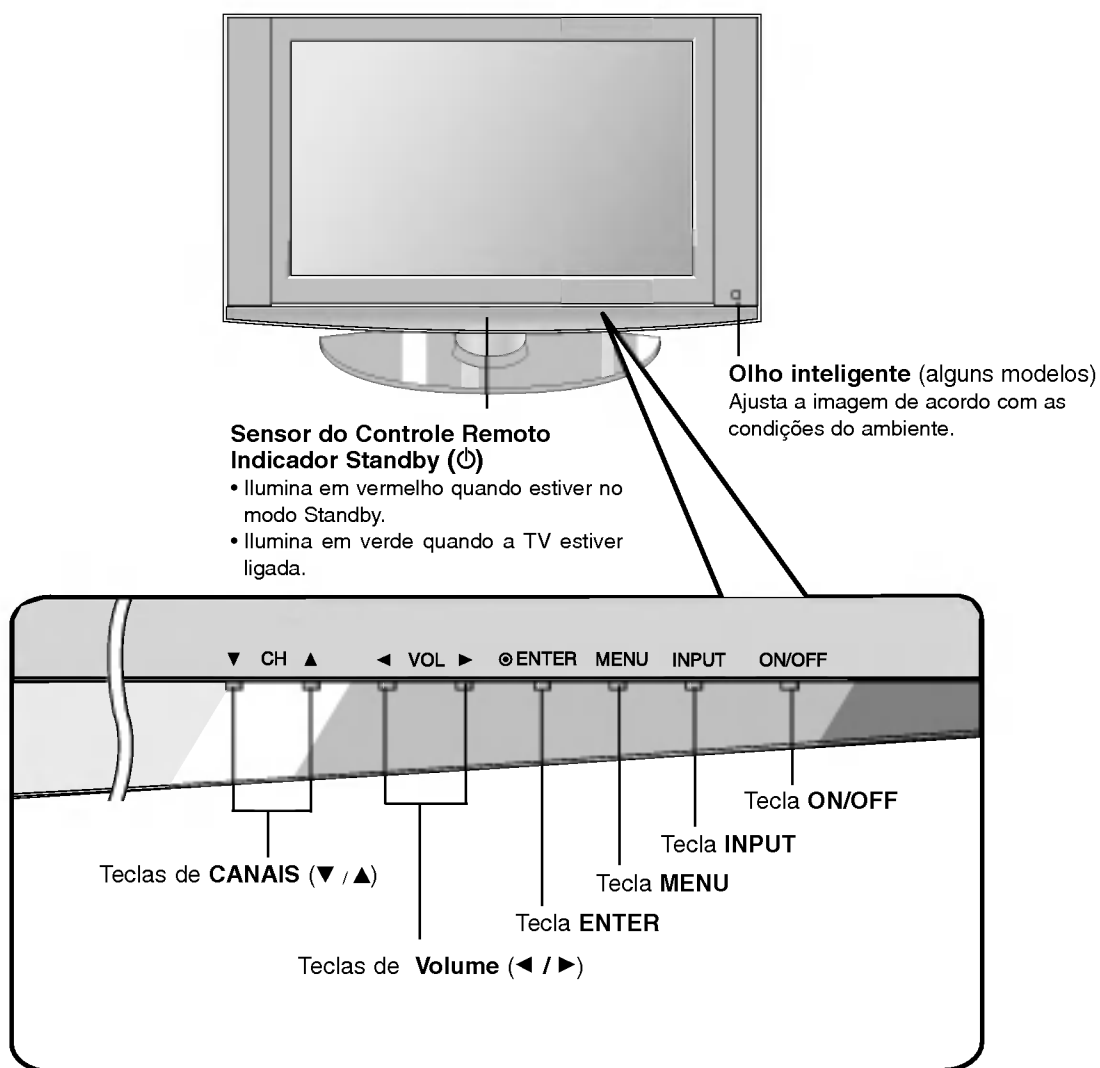 Olho inteligente (alguns modelos)
Ajusta a imagem de acordo com as
condições do ambiente.
Sensor do Controle Remoto
Indicador Standby (⏻)
• Ilumina em vermelho quando estiver no
modo Standby.
• Ilumina em verde quando a TV estiver
ligada.
▼ CH ▲ ◄ VOL ► ⊙ENTER MENU INPUT ON/OFF
Tecla ON/OFF
Tecla INPUT
Teclas de CANAIS (▼ / ▲)
Tecla MENU
Tecla ENTER
Teclas de Volume (◄ / ►)